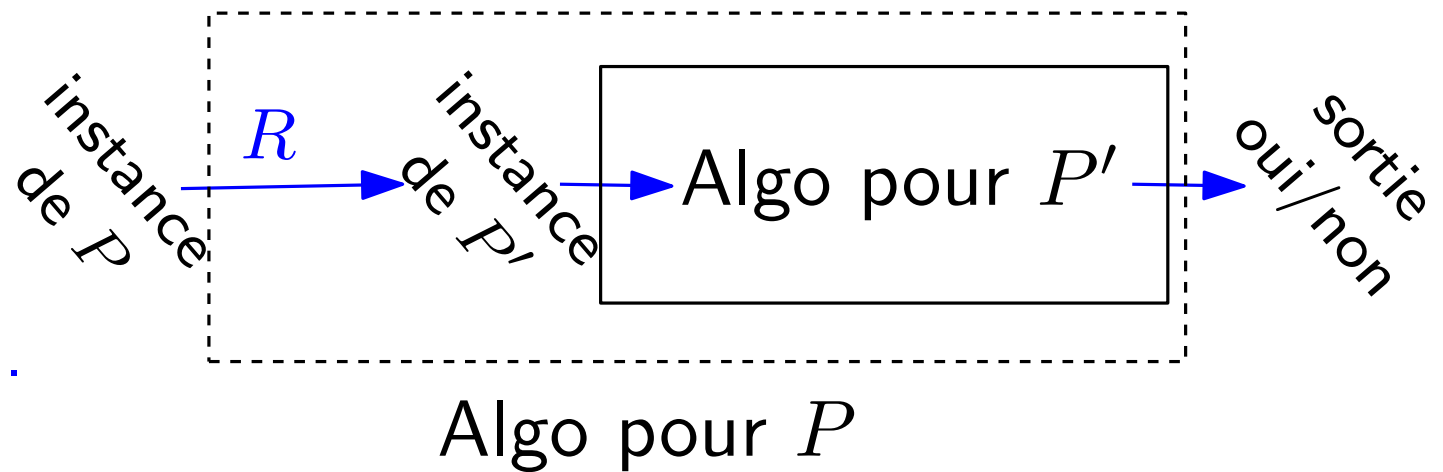 instance
de P
R
instance
de P′
Algo pour P′
sortie
oui/non
Algo pour P